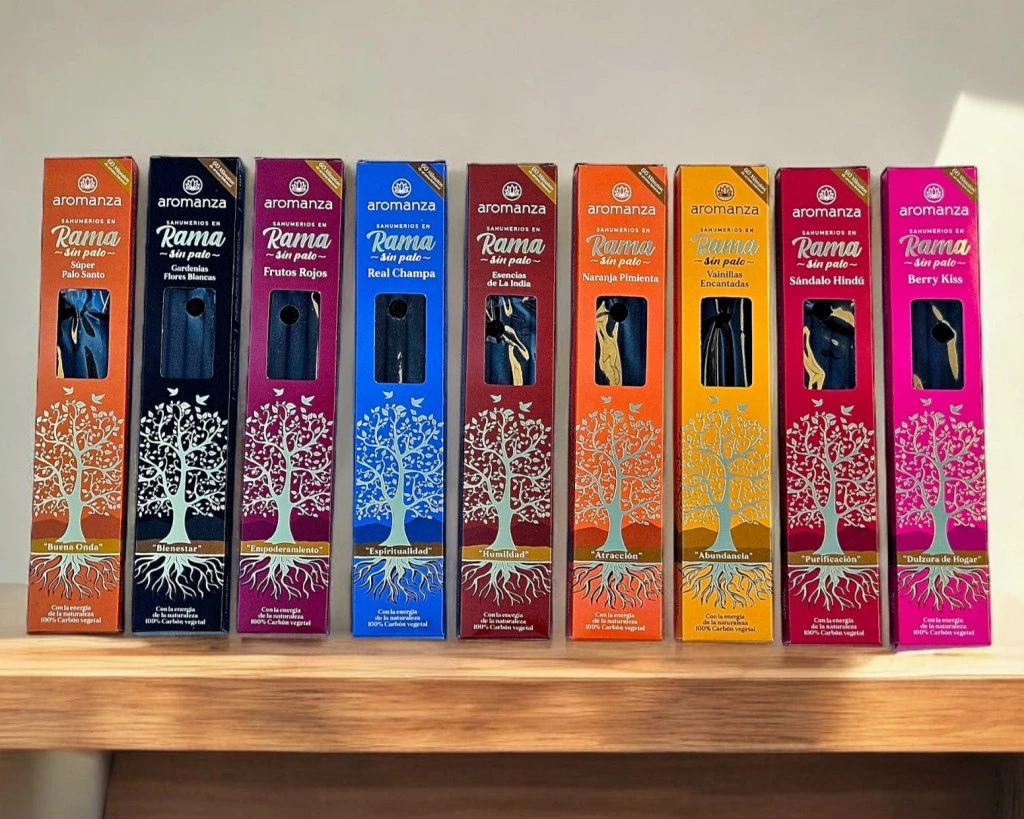 aromanza
SAHUMERIOS EN
Rama
~ sin palo ~
Súper
Palo Santo
"Buena Onda"
Con la energía
de la naturaleza
100% Carbón vegetal
aromanza
SAHUMERIOS EN
Rama
~ sin palo ~
Gardenias
Flores Blancas
"Bienestar"
Con la energía
de la naturaleza
100% Carbón vegetal
aromanza
SAHUMERIOS EN
Rama
~ sin palo ~
Frutos Rojos
"Empoderamiento"
Con la energía
de la naturaleza
100% Carbón vegetal
aromanza
SAHUMERIOS EN
Rama
~ sin palo ~
Real Champa
"Espiritualidad"
Con la energía
de la naturaleza
100% Carbón vegetal
aromanza
SAHUMERIOS EN
Rama
~ sin palo ~
Esencias
de La India
"Humildad"
Con la energía
de la naturaleza
100% Carbón vegetal
aromanza
SAHUMERIOS EN
Rama
~ sin palo ~
Naranja Pimienta
"Atracción"
Con la energía
de la naturaleza
100% Carbón vegetal
aromanza
SAHUMERIOS EN
Rama
~ sin palo ~
Vainillas
Encantadas
"Abundancia"
Con la energía
de la naturaleza
100% Carbón vegetal
aromanza
SAHUMERIOS EN
Rama
~ sin palo ~
Sándalo Hindú
"Purificación"
Con la energía
de la naturaleza
100% Carbón vegetal
aromanza
SAHUMERIOS EN
Rama
~ sin palo ~
Berry Kiss
"Dulzura de Hogar"
Con la energía
de la naturaleza
100% Carbón vegetal